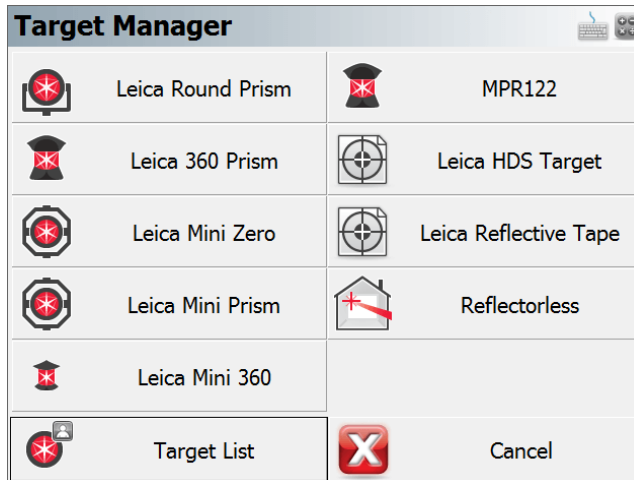 Target Manager
Leica Round Prism
MPR122
Leica 360 Prism
Leica HDS Target
Leica Mini Zero
Leica Reflective Tape
Leica Mini Prism
Reflectorless
Leica Mini 360
Target List
Cancel